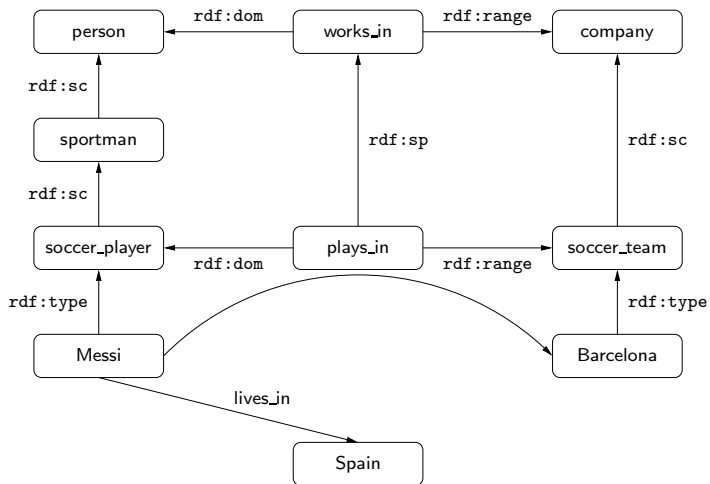 person
rdf:dom
works_in
rdf:range
company
rdf:sc
sportman
rdf:sp
rdf:sc
rdf:sc
soccer_player
rdf:dom
plays_in
rdf:range
soccer_team
rdf:type
rdf:type
Messi
Barcelona
lives_in
Spain